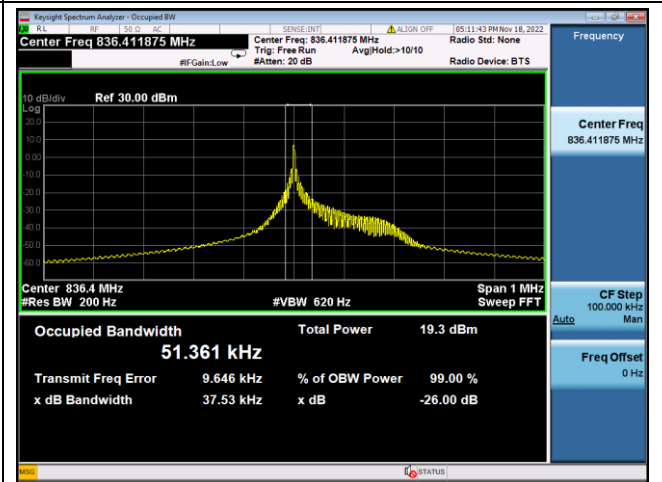 Keysight Spectrum Analyzer - Occupied BW
RL RF 50 Ω AC SENSE:INT ALIGN OFF 05:11:43 PM Nov 18, 2022
Center Freq 836.411875 MHz Center Freq: 836.411875 MHz Radio Std: None
Trig: Free Run Avg|Hold:>10/10
#IFGain:Low #Atten: 20 dB Radio Device: BTS
10 dB/div Ref 30.00 dBm
Log
20.0
10.0
0.00
-10.0
-20.0
-30.0
-40.0
-50.0
-60.0
Center 836.4 MHz Span 1 MHz
#Res BW 200 Hz #VBW 620 Hz Sweep FFT
Occupied Bandwidth Total Power 19.3 dBm
51.361 kHz
Transmit Freq Error 9.646 kHz % of OBW Power 99.00 %
x dB Bandwidth 37.53 kHz x dB -26.00 dB
MSG STATUS
Frequency
Center Freq
836.411875 MHz
CF Step
100.000 kHz
Auto Man
Freq Offset
0 Hz